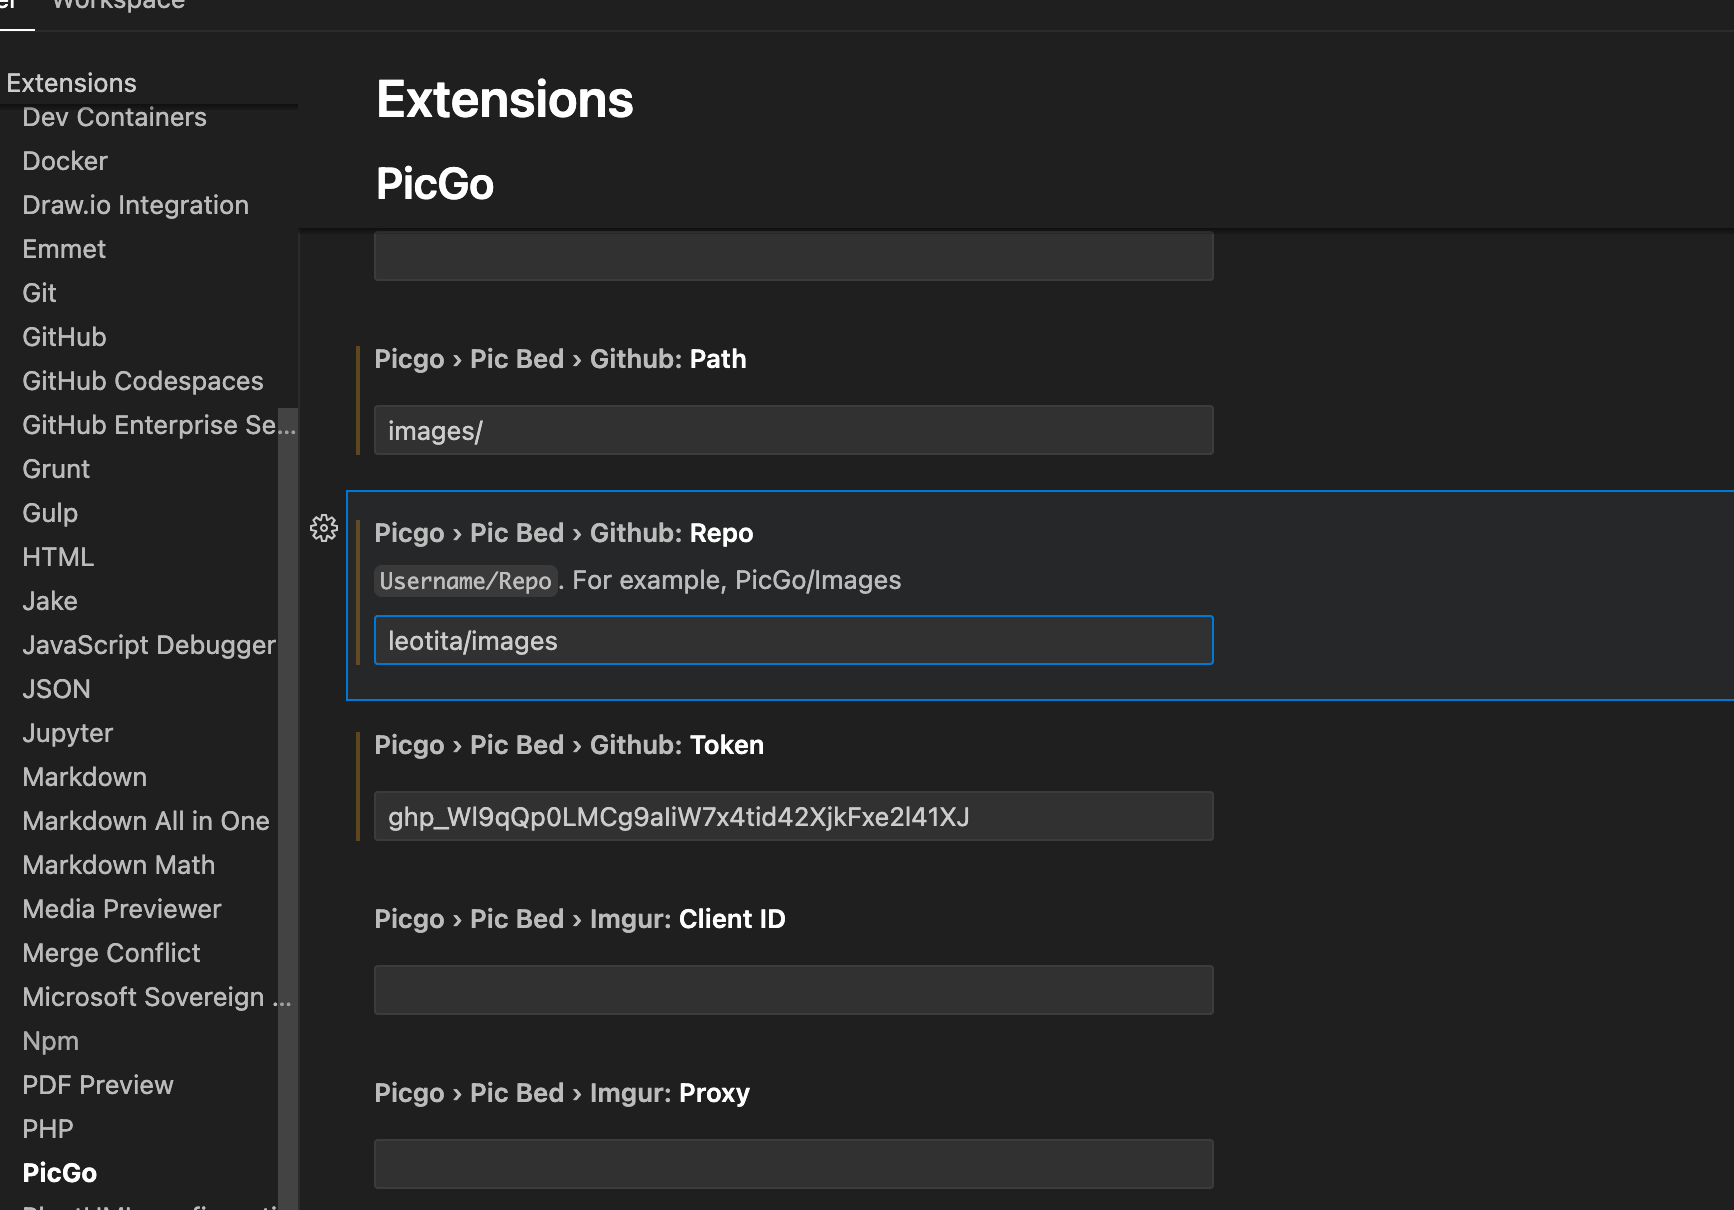 Workspace
Extensions
Dev Containers
Docker
Draw.io Integration
Emmet
Git
GitHub
GitHub Codespaces
GitHub Enterprise Se...
Grunt
Gulp
HTML
Jake
JavaScript Debugger
JSON
Jupyter
Markdown
Markdown All in One
Markdown Math
Media Previewer
Merge Conflict
Microsoft Sovereign ...
Npm
PDF Preview
PHP
PicGo
Extensions
PicGo
Picgo › Pic Bed › Github: Path
images/
Picgo › Pic Bed › Github: Repo
Username/Repo. For example, PicGo/Images
leotita/images
Picgo › Pic Bed › Github: Token
Picgo › Pic Bed › Imgur: Client ID
Picgo › Pic Bed › Imgur: Proxy